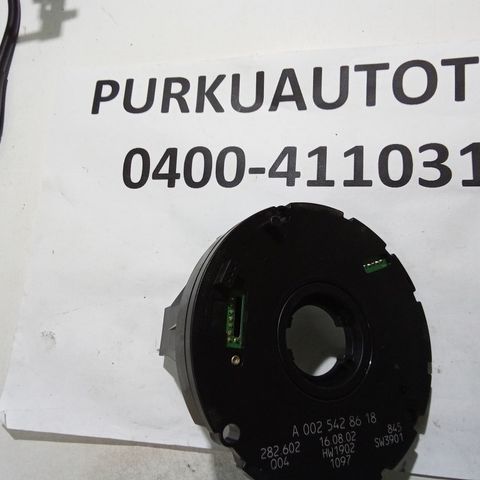 PURKUAUTOT
0400-411031
A 002 542 86 18
282.602 16.08.02 845
004 HW1902 SW3901
1097